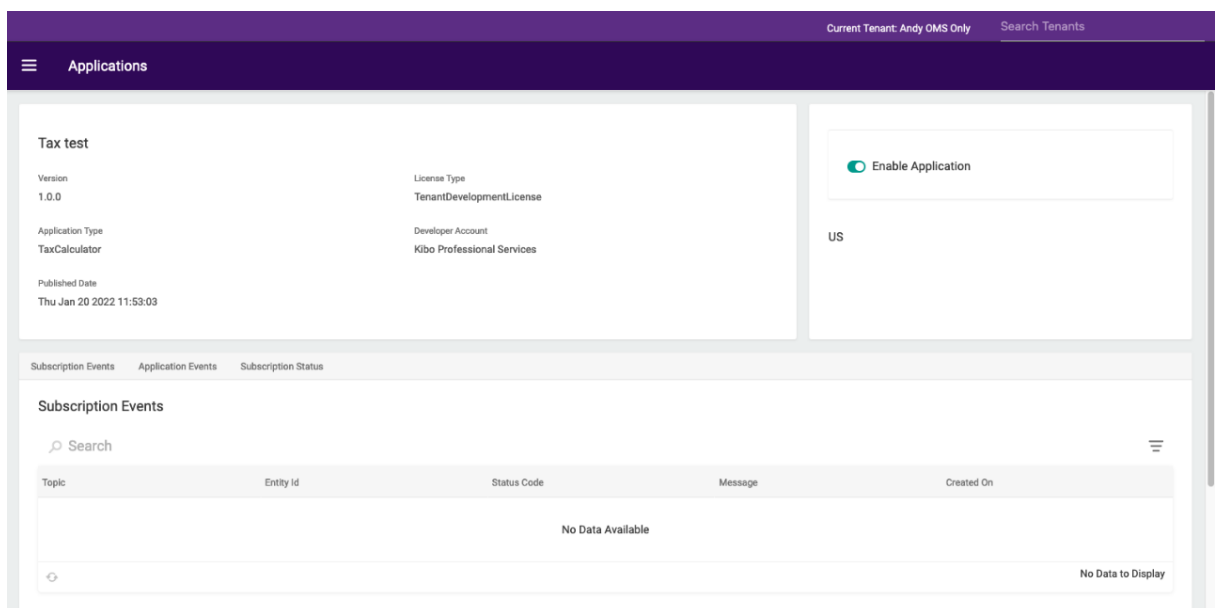 Current Tenant: Andy OMS Only
Search Tenants
Applications
Tax test
Version
1.0.0
License Type
TenantDevelopmentLicense
Application Type
TaxCalculator
Developer Account
Kibo Professional Services
Published Date
Thu Jan 20 2022 11:53:03
Enable Application
US
Subscription Events Application Events Subscription Status
Subscription Events
Search
Topic Entity Id Status Code Message Created On
No Data Available
No Data to Display